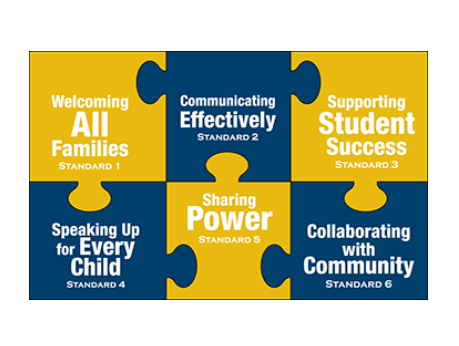 Welcoming
All
Families
Standard 1
Communicating
Effectively
Standard 2
Supporting
Student
Success
Standard 3
Speaking Up
for Every
Child
Standard 4
Sharing
Power
Standard 5
Collaborating
with
Community
Standard 6